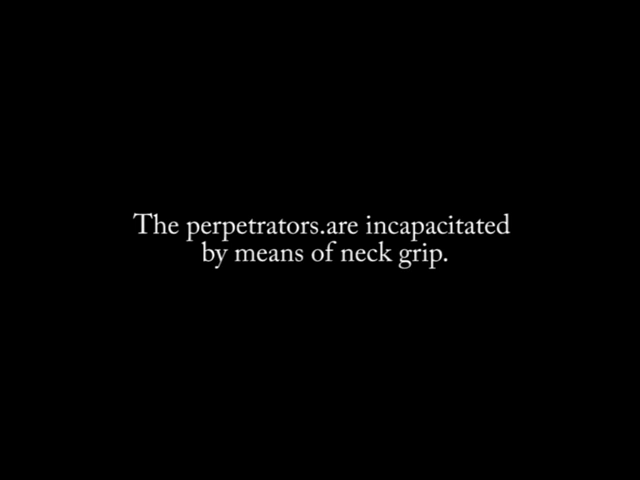 The perpetrators.are incapacitated
by means of neck grip.